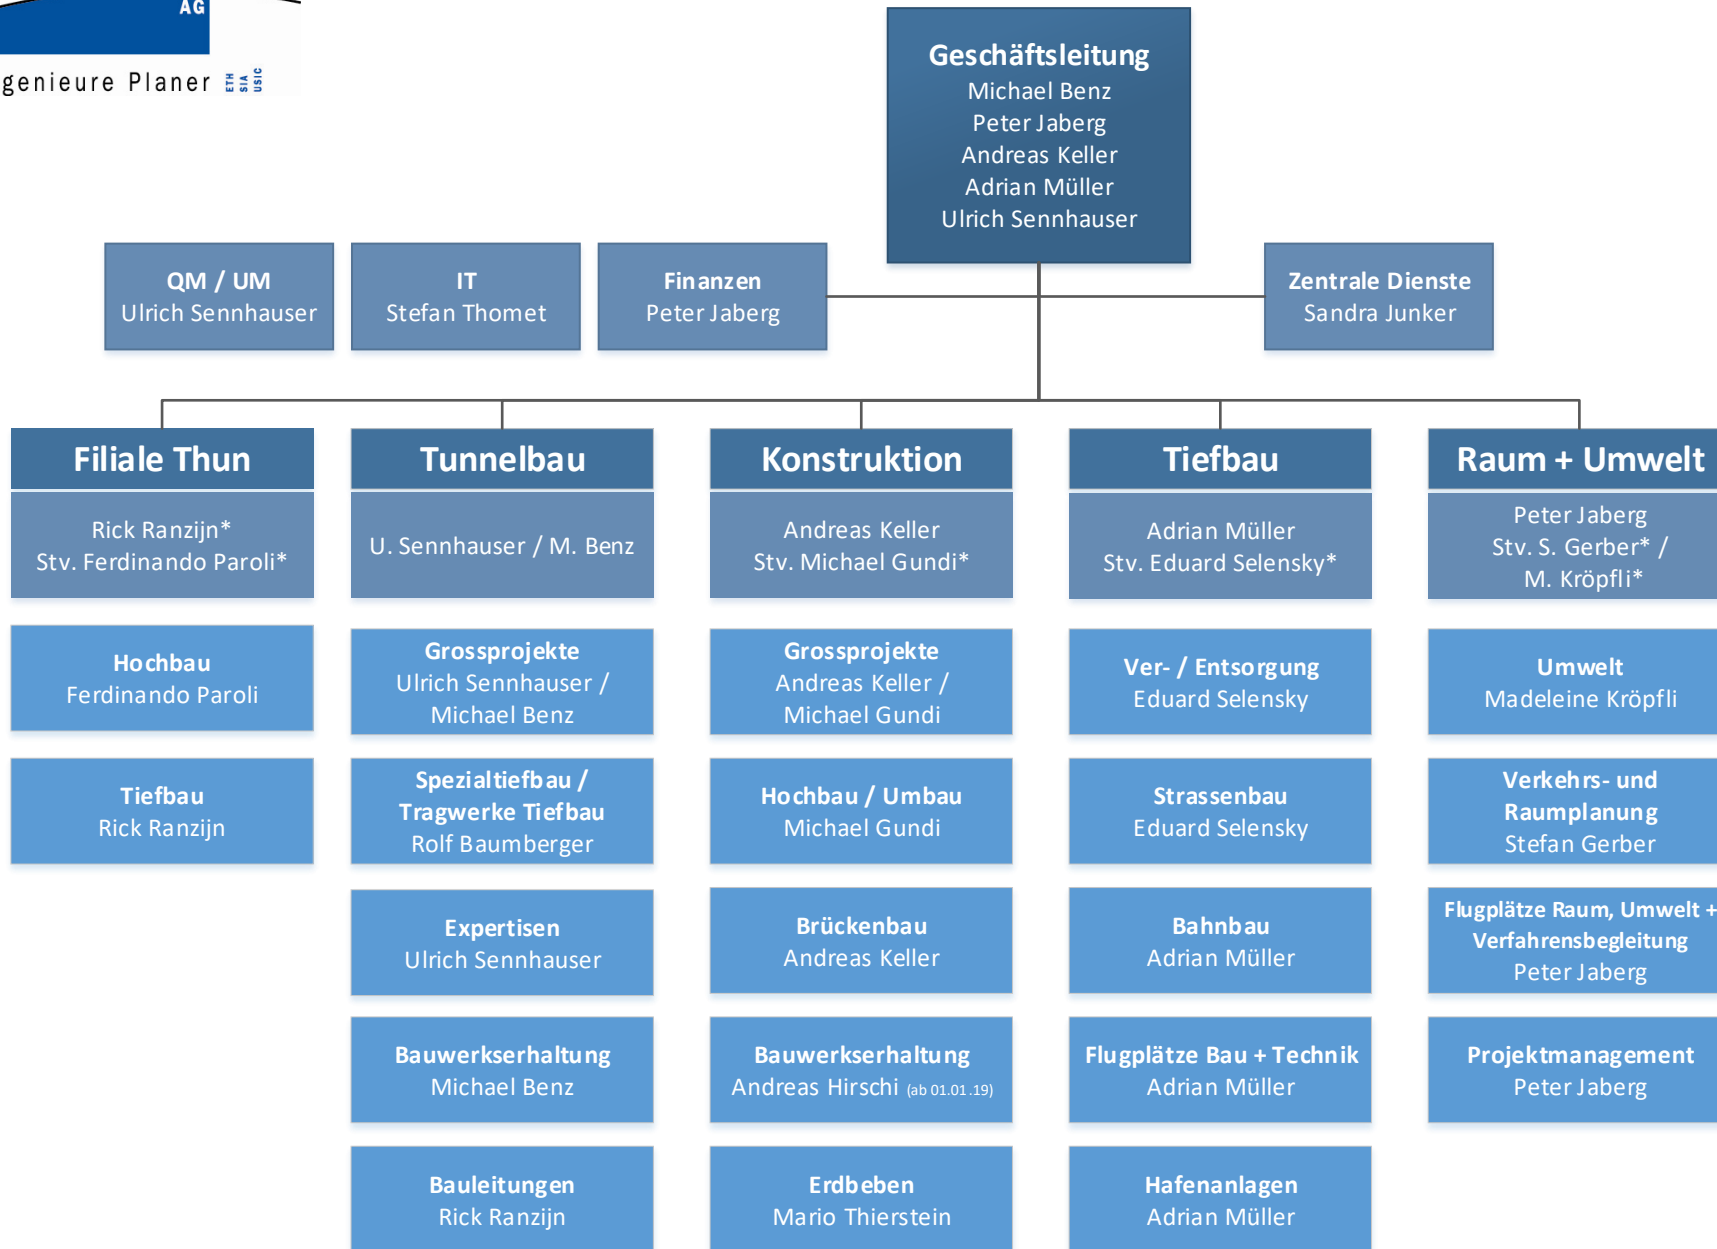 AG
genieure Planer
ETH
SIA
USIC
Geschäftsleitung
Michael Benz
Peter Jaberg
Andreas Keller
Adrian Müller
Ulrich Sennhauser
QM / UM
Ulrich Sennhauser
IT
Stefan Thomet
Finanzen
Peter Jaberg
Zentrale Dienste
Sandra Junker
Filiale Thun
Rick Ranzijn*
Stv. Ferdinando Paroli*
Hochbau
Ferdinando Paroli
Tiefbau
Rick Ranzijn
Tunnelbau
U. Sennhauser / M. Benz
Grossprojekte
Ulrich Sennhauser /
Michael Benz
Spezialtiefbau /
Tragwerke Tiefbau
Rolf Baumberger
Expertisen
Ulrich Sennhauser
Bauwerkserhaltung
Michael Benz
Bauleitungen
Rick Ranzijn
Konstruktion
Andreas Keller
Stv. Michael Gundi*
Grossprojekte
Andreas Keller /
Michael Gundi
Hochbau / Umbau
Michael Gundi
Brückenbau
Andreas Keller
Bauwerkserhaltung
Andreas Hirschi (ab 01.01.19)
Erdbeben
Mario Thierstein
Tiefbau
Adrian Müller
Stv. Eduard Selensky*
Ver- / Entsorgung
Eduard Selensky
Strassenbau
Eduard Selensky
Bahnbau
Adrian Müller
Flugplätze Bau + Technik
Adrian Müller
Hafenanlagen
Adrian Müller
Raum + Umwelt
Peter Jaberg
Stv. S. Gerber* /
M. Kröpfli*
Umwelt
Madeleine Kröpfli
Verkehrs- und
Raumplanung
Stefan Gerber
Flugplätze Raum, Umwelt +
Verfahrensbegleitung
Peter Jaberg
Projektmanagement
Peter Jaberg